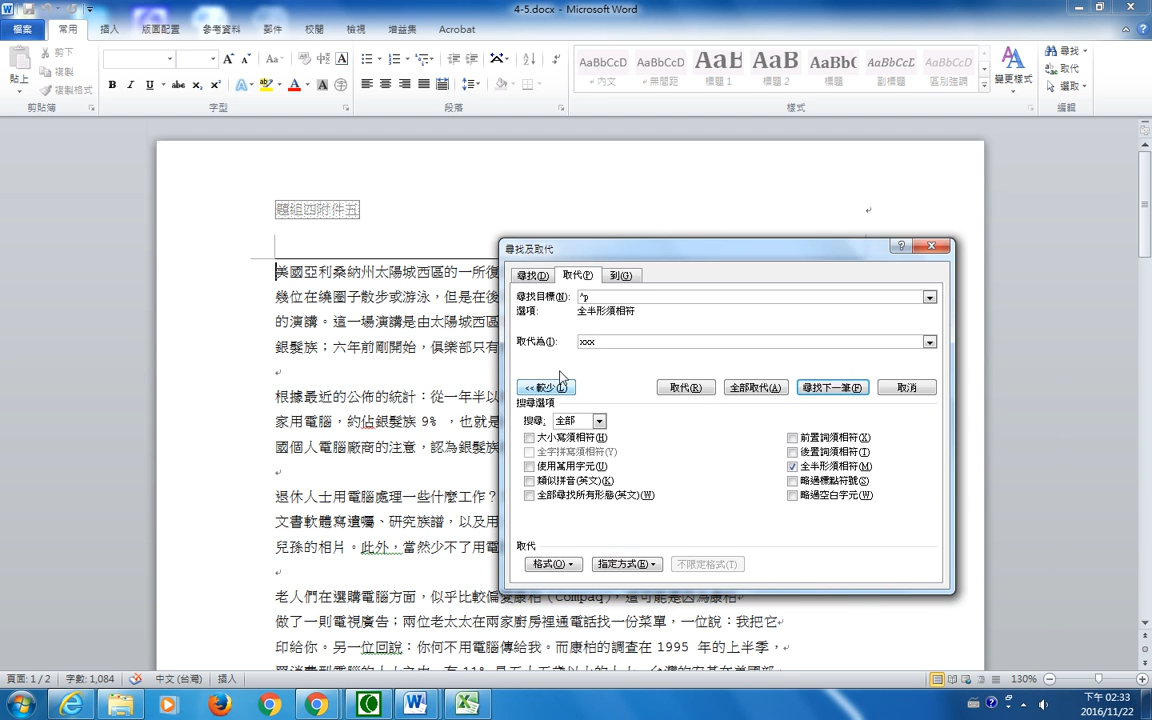 4-5.docx - Microsoft Word
檔案 常用 插入 版面配置 參考資料 郵件 校閱 檢視 增益集 Acrobat
貼上 剪下 複製 複製格式
AaBbCcD AaBbCcD AaB AaB AaBbC AaBbCcD AaBbCcD
內文 無間距 標題 1 標題 2 標題 副標題 區別強調
變更樣式 尋找 取代 選取
剪貼簿 字型 段落 樣式 編輯
題組四附件五
美國亞利桑納州太陽城西區的一所復
幾位在繞圈子散步或游泳，但是在後
的演講。這一場演講是由太陽城西區
銀髮族；六年前剛開始，俱樂部只有
根據最近的公佈的統計：從一年半以
家用電腦，約佔銀髮族 9% ，也就是
國個人電腦廠商的注意，認為銀髮族
退休人士用電腦處理一些什麼工作？
文書軟體寫遺囑、研究族譜，以及用
兒孫的相片。此外，當然少不了用電
老人們在選購電腦方面，似乎比較偏愛康柏（Compaq），這可能是因為康柏
做了一則電視廣告；兩位老太太在兩家廚房裡通電話找一份菜單，一位說：我把它
印給你。另一位回說：你何不用電腦傳給我。而康柏的調查在 1995 年的上半季，
尋找及取代
尋找(D) 取代(P) 到(G)
尋找目標(N): ^p
選項: 全半形須相符
取代為(I): xxx
<< 較少(L) 取代(R) 全部取代(A) 尋找下一筆(F) 取消
搜尋選項
搜尋: 全部
大小寫須相符(H) 前置詞須相符(X)
全字拼寫須相符(Y) 後置詞須相符(T)
使用萬用字元(U) 全半形須相符(M)
類似拼音(英文)(K) 略過標點符號(S)
全部尋找所有形態(英文)(W) 略過空白字元(W)
取代
格式(O) 指定方式(E) 不限定格式(T)
頁面: 1 / 2 字數: 1,084 中文 (台灣) 插入 130%
下午 02:33
2016/11/22